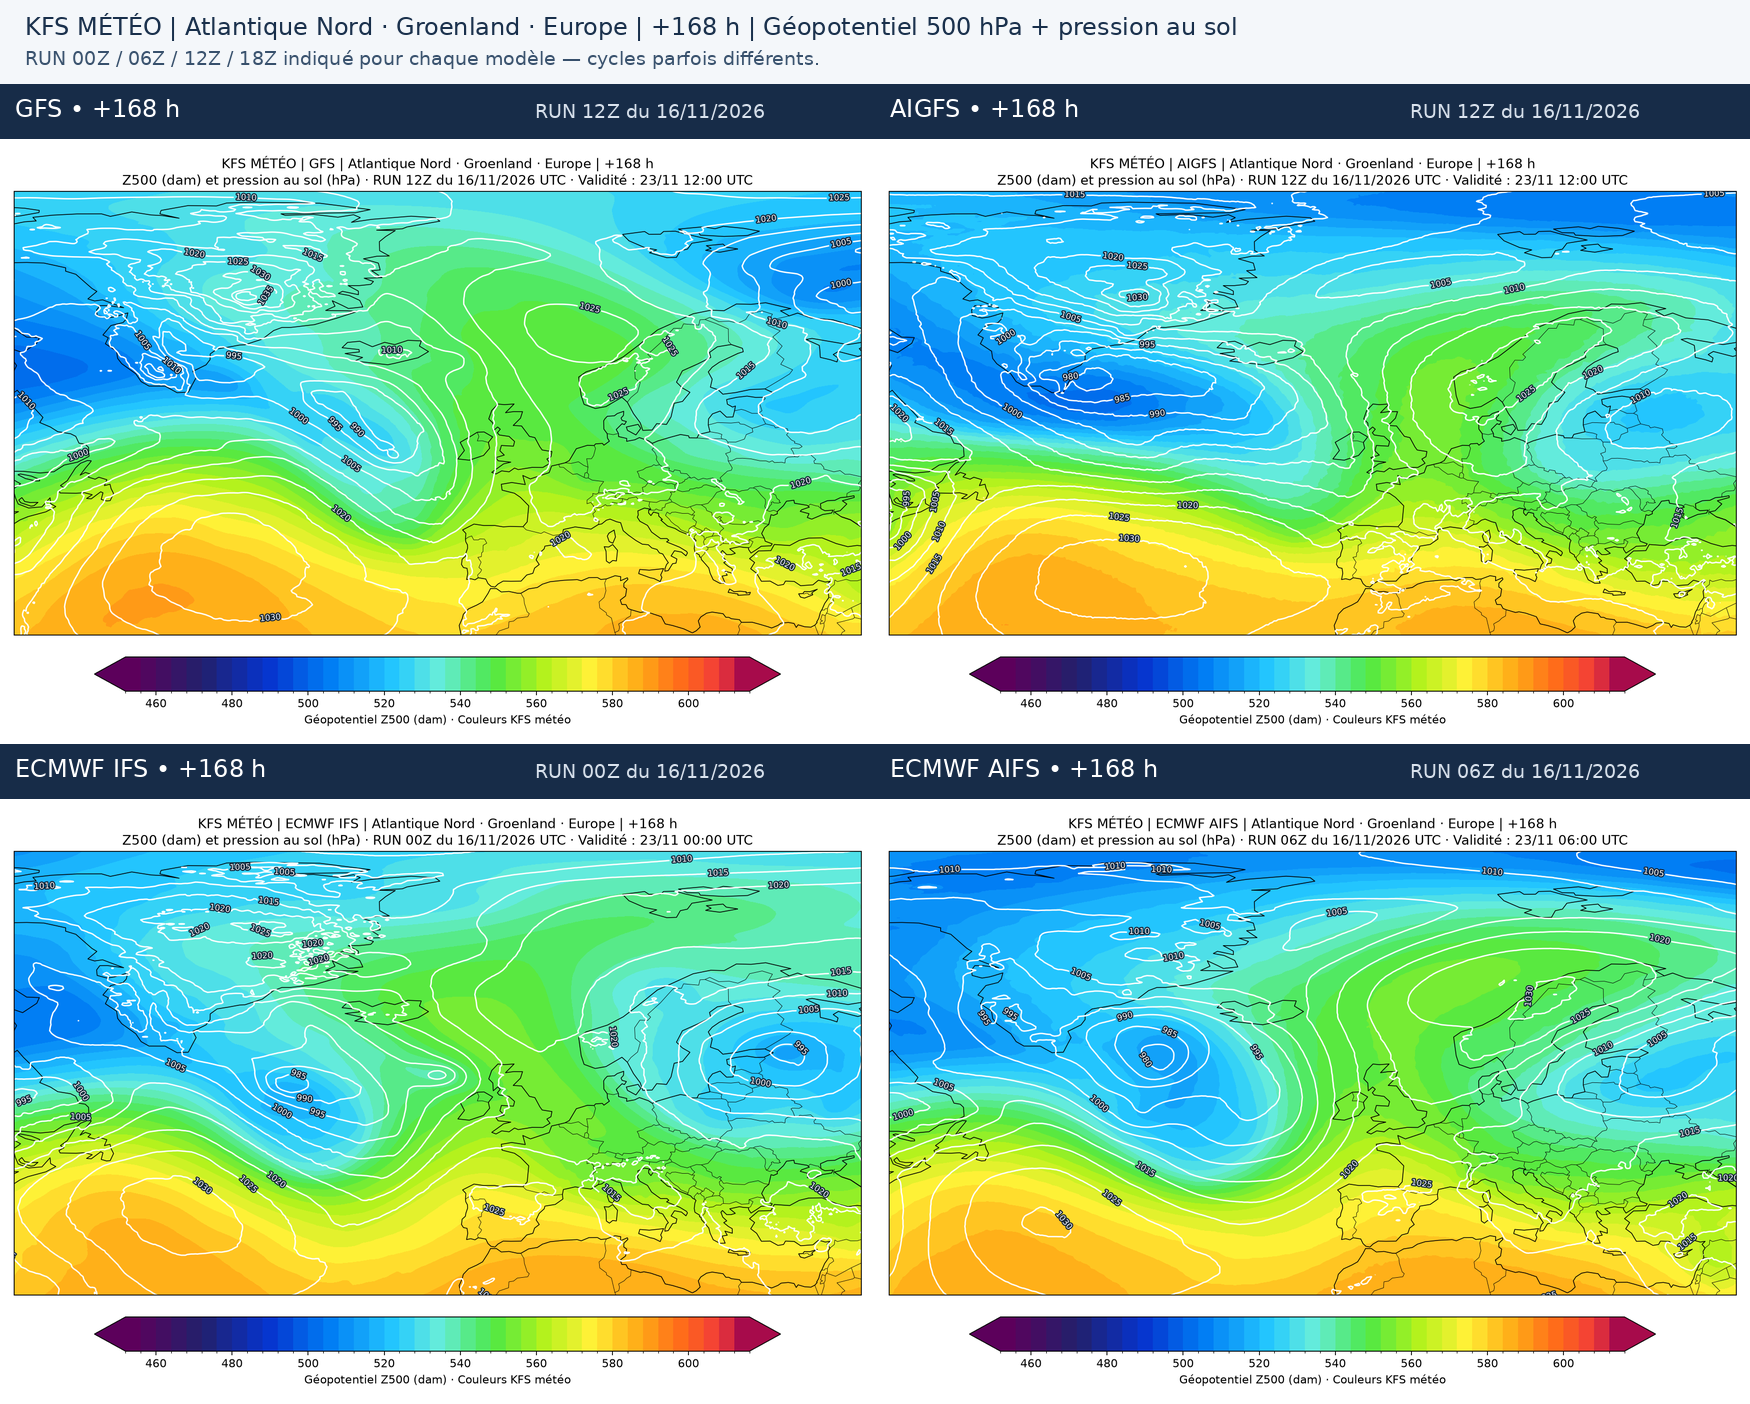 KFS MÉTÉO | Atlantique Nord · Groenland · Europe | +168 h | Géopotentiel 500 hPa + pression au sol
RUN 00Z / 06Z / 12Z / 18Z indiqué pour chaque modèle — cycles parfois différents.
GFS • +168 h
RUN 12Z du 16/11/2026
KFS MÉTÉO | GFS | Atlantique Nord · Groenland · Europe | +168 h
Z500 (dam) et pression au sol (hPa) · RUN 12Z du 16/11/2026 UTC · Validité : 23/11 12:00 UTC
460 480 500 520 540 560 580 600
Géopotentiel Z500 (dam) · Couleurs KFS météo
AIGFS • +168 h
RUN 12Z du 16/11/2026
KFS MÉTÉO | AIGFS | Atlantique Nord · Groenland · Europe | +168 h
Z500 (dam) et pression au sol (hPa) · RUN 12Z du 16/11/2026 UTC · Validité : 23/11 12:00 UTC
460 480 500 520 540 560 580 600
Géopotentiel Z500 (dam) · Couleurs KFS météo
ECMWF IFS • +168 h
RUN 00Z du 16/11/2026
KFS MÉTÉO | ECMWF IFS | Atlantique Nord · Groenland · Europe | +168 h
Z500 (dam) et pression au sol (hPa) · RUN 00Z du 16/11/2026 UTC · Validité : 23/11 00:00 UTC
460 480 500 520 540 560 580 600
Géopotentiel Z500 (dam) · Couleurs KFS météo
ECMWF AIFS • +168 h
RUN 06Z du 16/11/2026
KFS MÉTÉO | ECMWF AIFS | Atlantique Nord · Groenland · Europe | +168 h
Z500 (dam) et pression au sol (hPa) · RUN 06Z du 16/11/2026 UTC · Validité : 23/11 06:00 UTC
460 480 500 520 540 560 580 600
Géopotentiel Z500 (dam) · Couleurs KFS météo